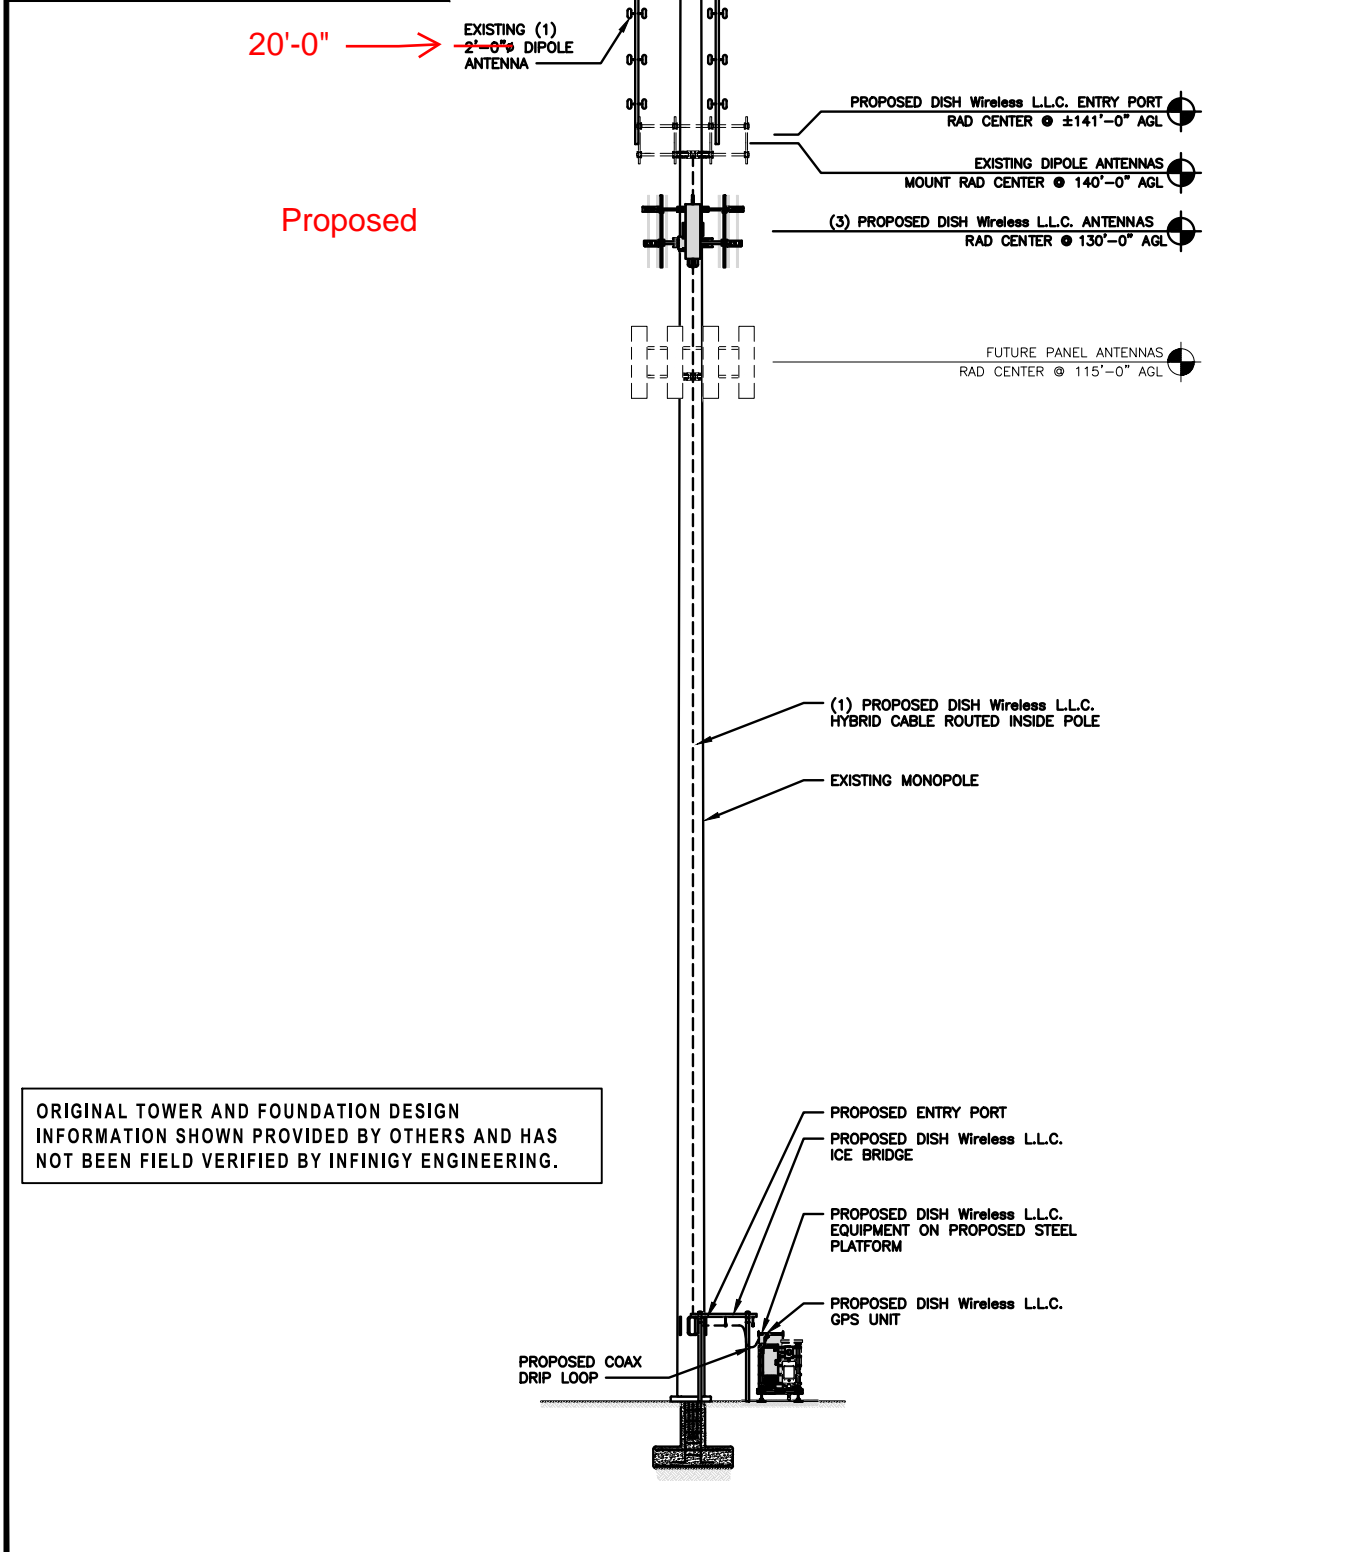 20'-0"
EXISTING (1)
2'-0"ø DIPOLE
ANTENNA
PROPOSED DISH Wireless L.L.C. ENTRY PORT
RAD CENTER @ ±141'-0" AGL
EXISTING DIPOLE ANTENNAS
MOUNT RAD CENTER @ 140'-0" AGL
Proposed
(3) PROPOSED DISH Wireless L.L.C. ANTENNAS
RAD CENTER @ 130'-0" AGL
FUTURE PANEL ANTENNAS
RAD CENTER @ 115'-0" AGL
(1) PROPOSED DISH Wireless L.L.C.
HYBRID CABLE ROUTED INSIDE POLE
EXISTING MONOPOLE
ORIGINAL TOWER AND FOUNDATION DESIGN
INFORMATION SHOWN PROVIDED BY OTHERS AND HAS
NOT BEEN FIELD VERIFIED BY INFINIGY ENGINEERING.
PROPOSED ENTRY PORT
PROPOSED DISH Wireless L.L.C.
ICE BRIDGE
PROPOSED DISH Wireless L.L.C.
EQUIPMENT ON PROPOSED STEEL
PLATFORM
PROPOSED DISH Wireless L.L.C.
GPS UNIT
PROPOSED COAX
DRIP LOOP